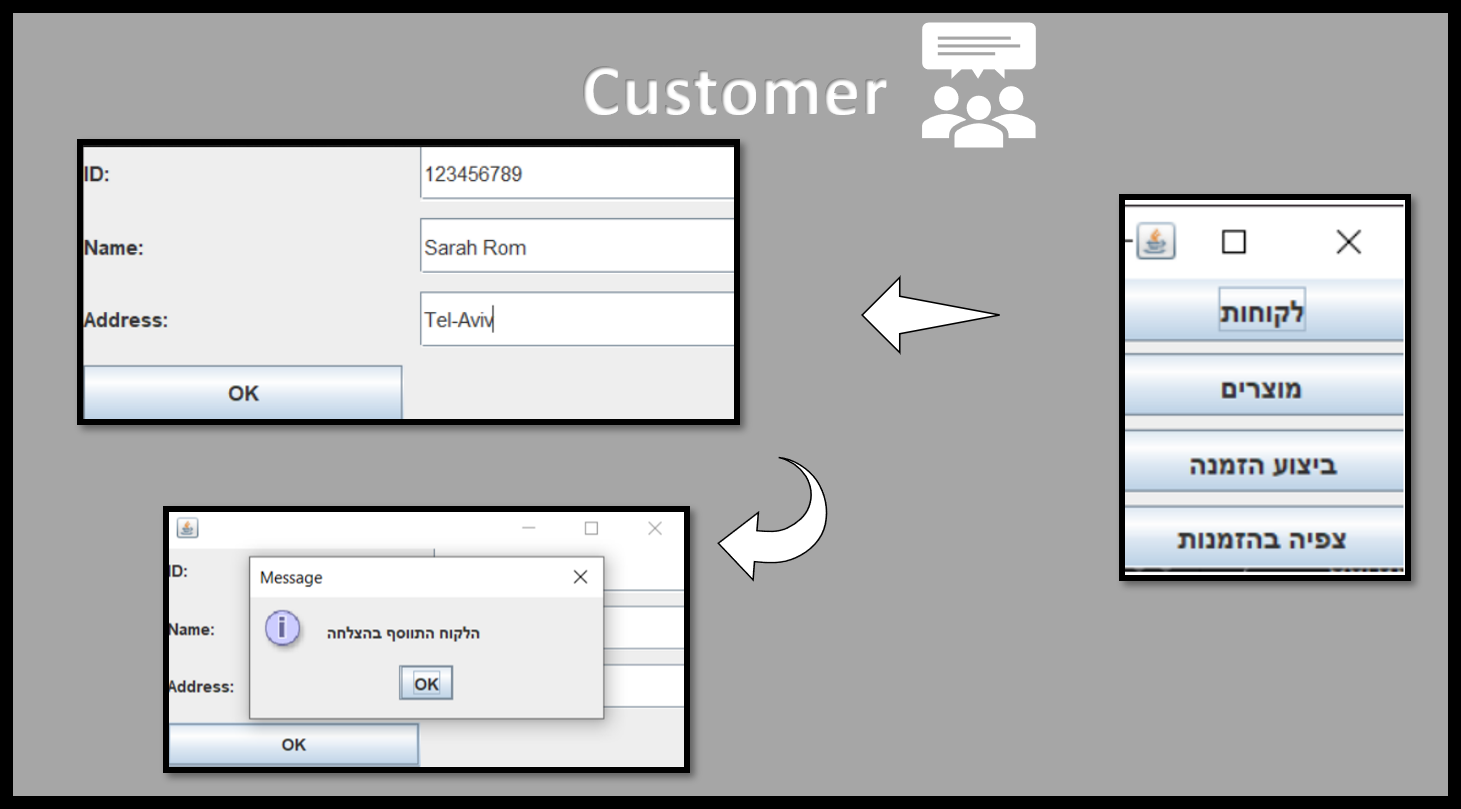 Customer
ID:
123456789
Name:
Sarah Rom
Address:
Tel-Aviv
OK
לקוחות
מוצרים
ביצוע הזמנה
צפיה בהזמנות
ID:
Name:
Address:
OK
Message
הלקוח התווסף בהצלחה
OK